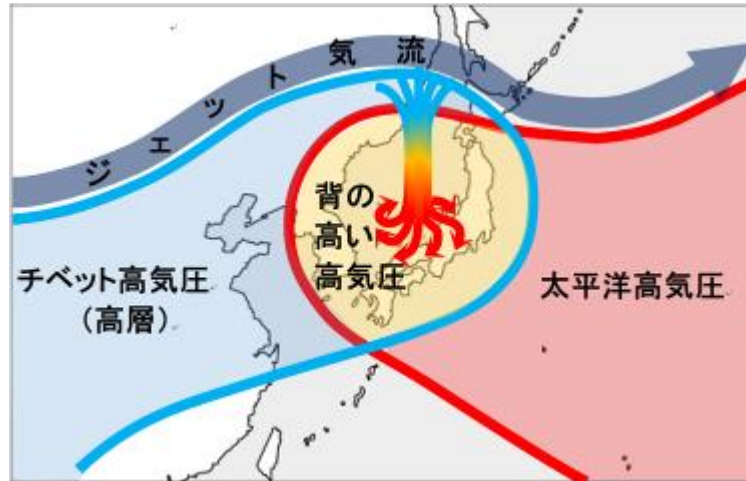 ジェット気流
背の
高い
高気圧
チベット高気圧
（高層）
太平洋高気圧